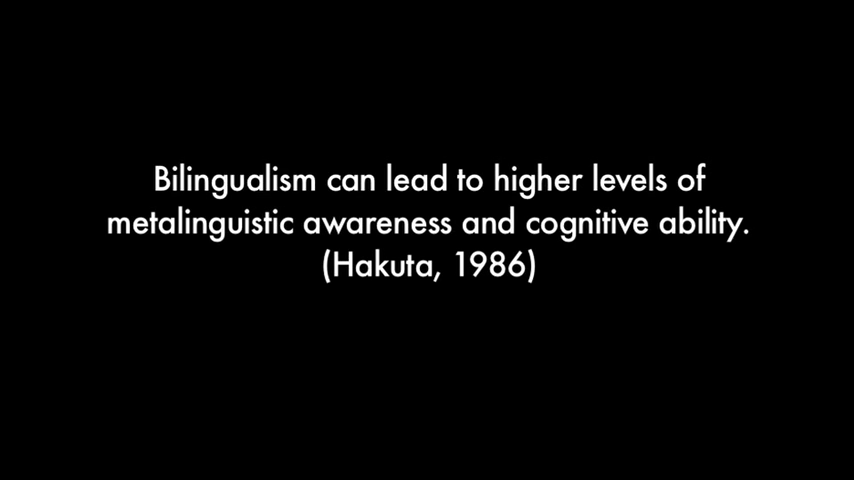 Bilingualism can lead to higher levels of
metalinguistic awareness and cognitive ability.
(Hakuta, 1986)